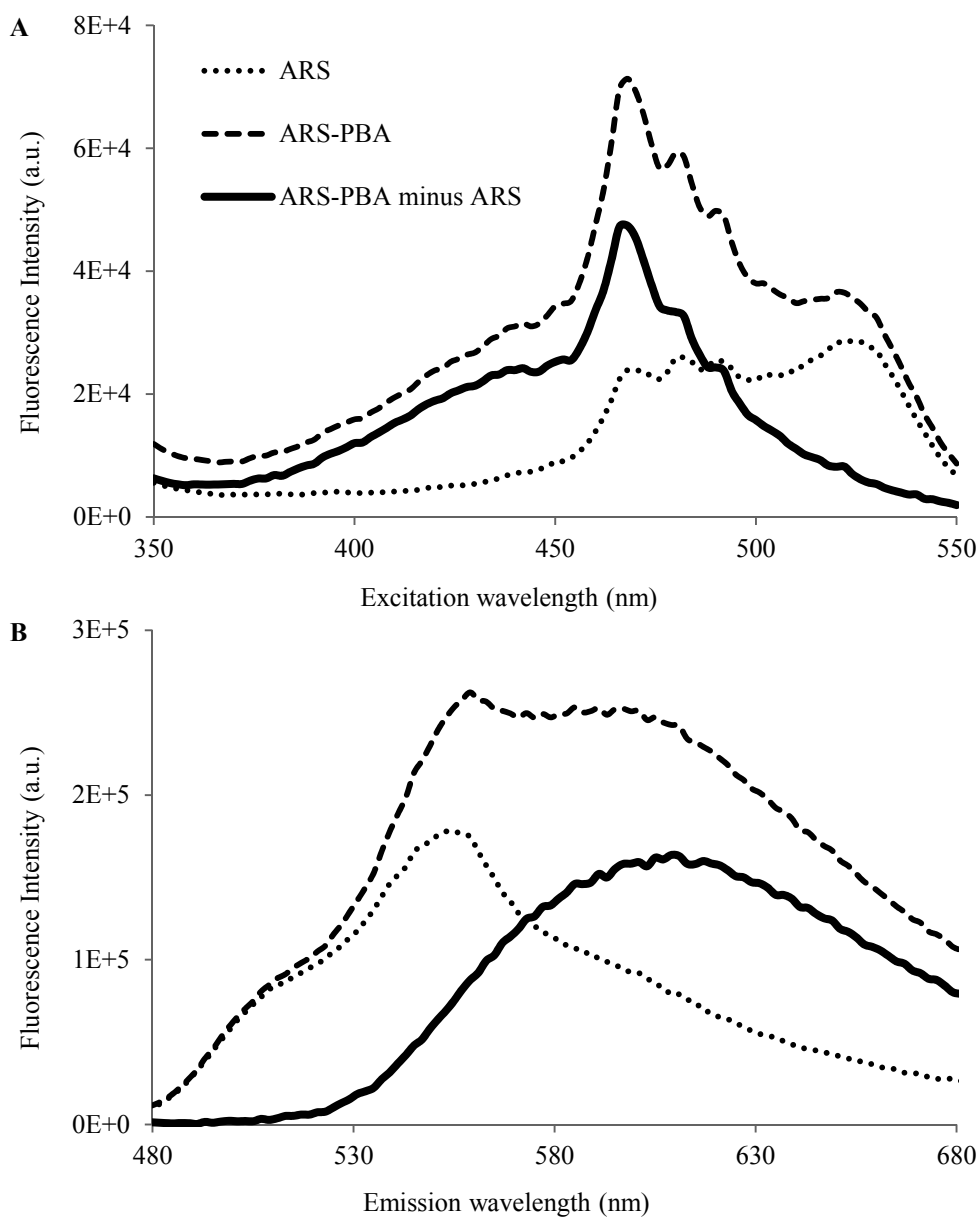 A
8E+4
6E+4
4E+4
2E+4
0E+0
Fluorescence Intensity (a.u.)
ARS
ARS-PBA
ARS-PBA minus ARS
350
400
450
500
550
Excitation wavelength (nm)
B
3E+5
2E+5
1E+5
0E+0
Fluorescence Intensity (a.u.)
480
530
580
630
680
Emission wavelength (nm)